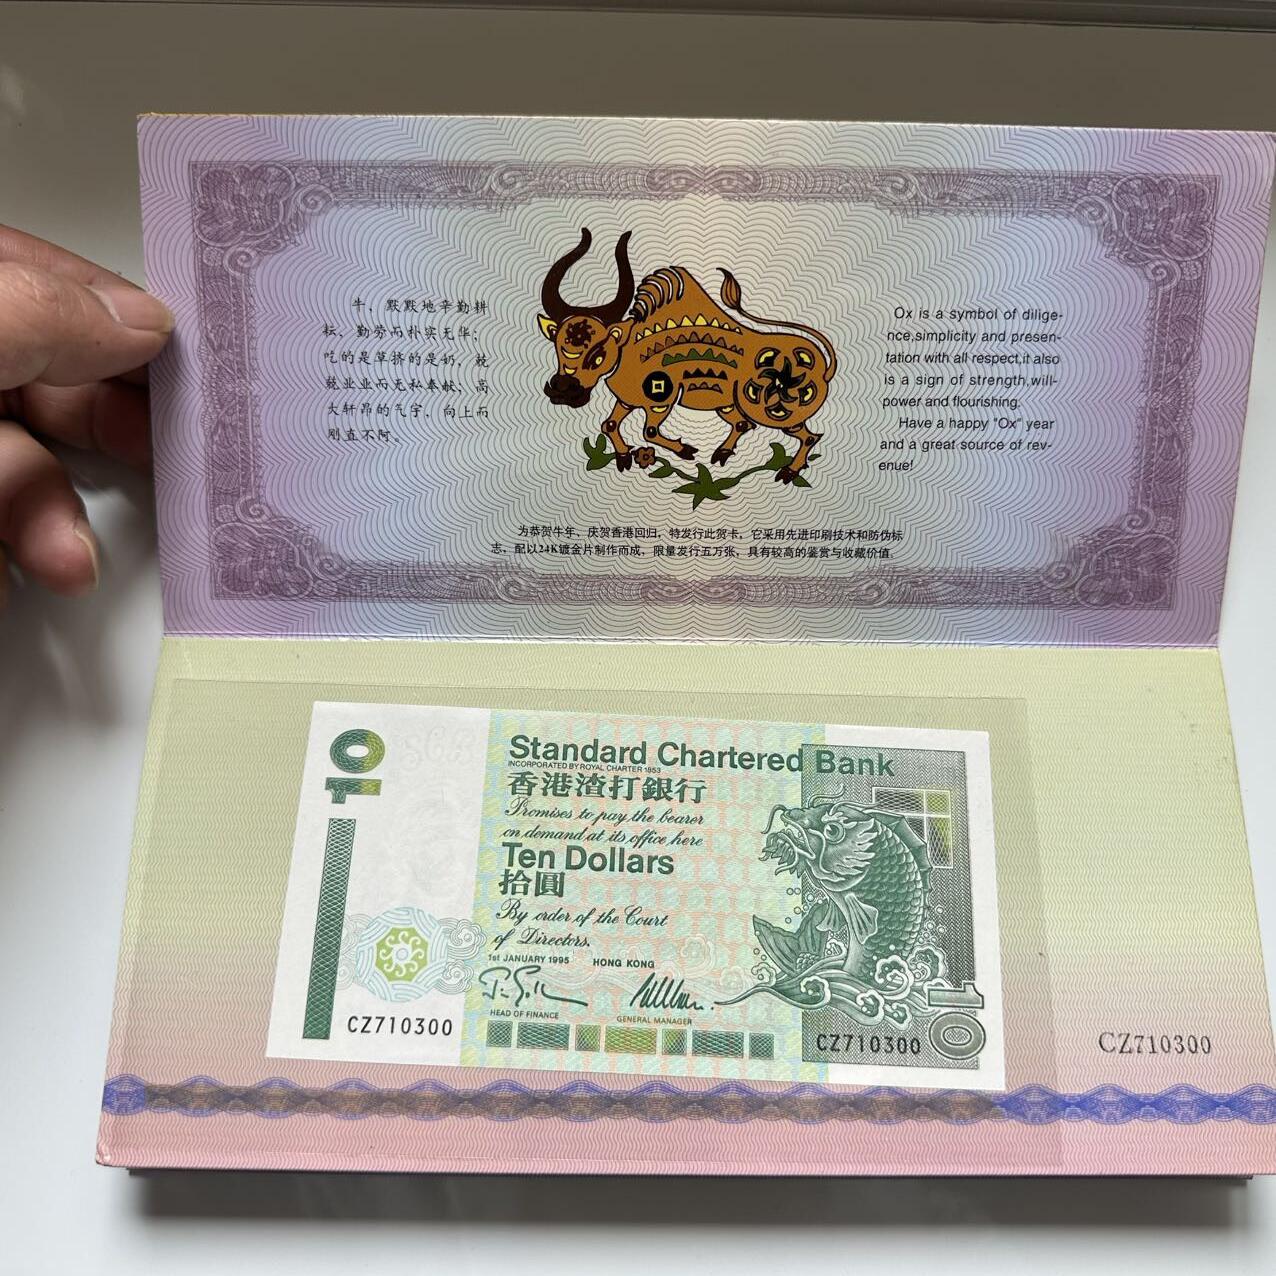 牛，默默地辛勤耕
耘、勤劳而朴实无华；
吃的是草挤的是奶，兢
兢业业而无私奉献；高
大轩昂的气宇，向上而
刚直不阿。
Ox is a symbol of dilige-
nce,simplicity and presen-
tation with all respect,it also
is a sign of strength,will-
power and flourishing.
Have a happy "Ox" year
and a great source of rev-
enue!
为恭贺牛年、庆贺香港回归，特发行此贺卡，它采用先进印刷技术和防伪标
志，配以24K镀金片制作而成，限量发行五万张，具有较高的鉴赏与收藏价值。
10
Standard Chartered Bank
INCORPORATED BY ROYAL CHARTER 1853
香港渣打銀行
Promises to pay the bearer
on demand at its office here
Ten Dollars
拾圓
By order of the Court
of Directors.
1st JANUARY 1995 HONG KONG
HEAD OF FINANCE GENERAL MANAGER
CZ710300
CZ710300
10
CZ710300